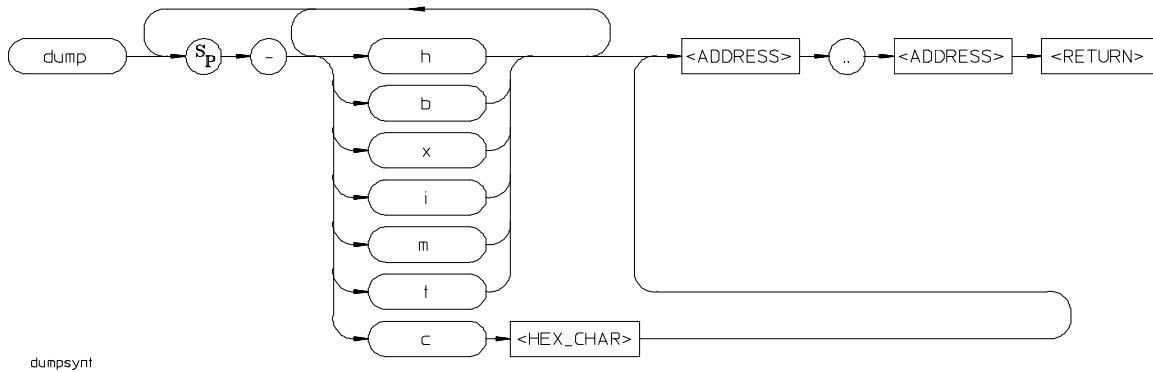 dump Sp - h <ADDRESS> .. <ADDRESS> <RETURN>
b
x
i
m
t
c <HEX_CHAR>
dumpsynt